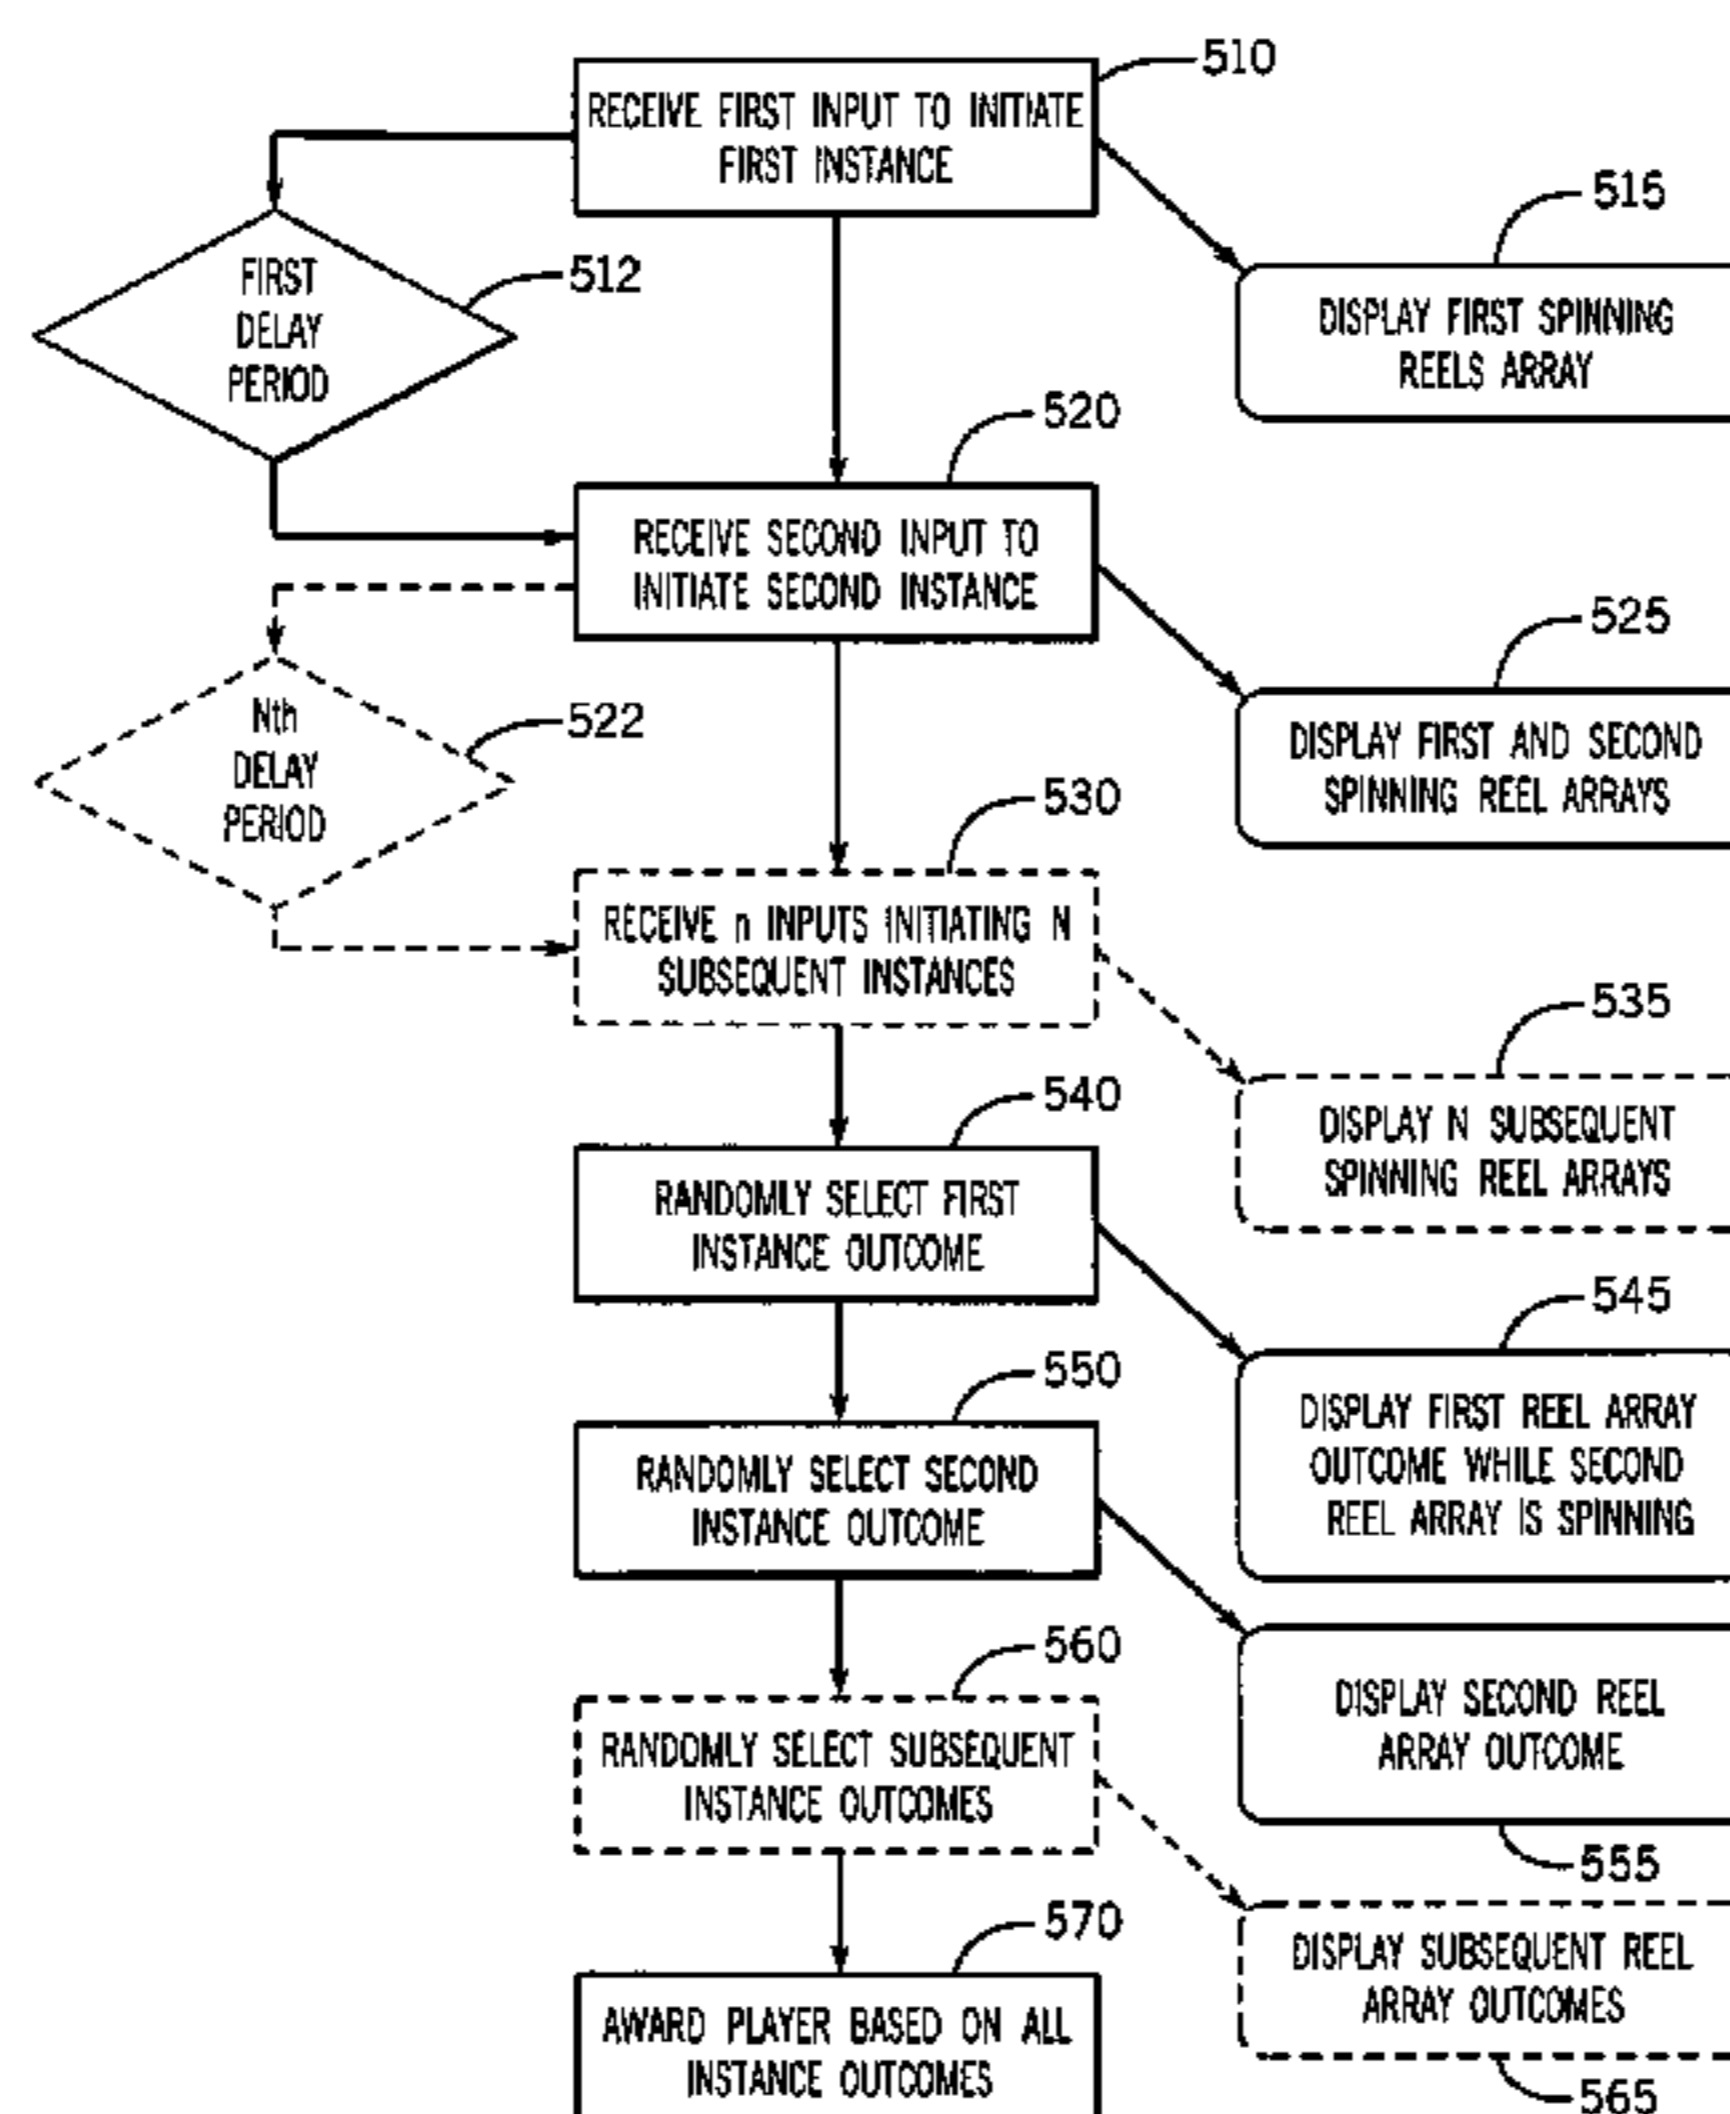 510
RECEIVE FIRST INPUT TO INITIATE
FIRST INSTANCE
515
FIRST
DELAY
PERIOD
512
DISPLAY FIRST SPINNING
REELS ARRAY
520
RECEIVE SECOND INPUT TO
INITIATE SECOND INSTANCE
525
Nth
DELAY
PERIOD
522
DISPLAY FIRST AND SECOND
SPINNING REEL ARRAYS
530
RECEIVE n INPUTS INITIATING N
SUBSEQUENT INSTANCES
535
DISPLAY N SUBSEQUENT
SPINNING REEL ARRAYS
540
RANDOMLY SELECT FIRST
INSTANCE OUTCOME
545
DISPLAY FIRST REEL ARRAY
OUTCOME WHILE SECOND
REEL ARRAY IS SPINNING
550
RANDOMLY SELECT SECOND
INSTANCE OUTCOME
DISPLAY SECOND REEL
ARRAY OUTCOME
555
560
RANDOMLY SELECT SUBSEQUENT
INSTANCE OUTCOMES
DISPLAY SUBSEQUENT REEL
ARRAY OUTCOMES
565
570
AWARD PLAYER BASED ON ALL
INSTANCE OUTCOMES